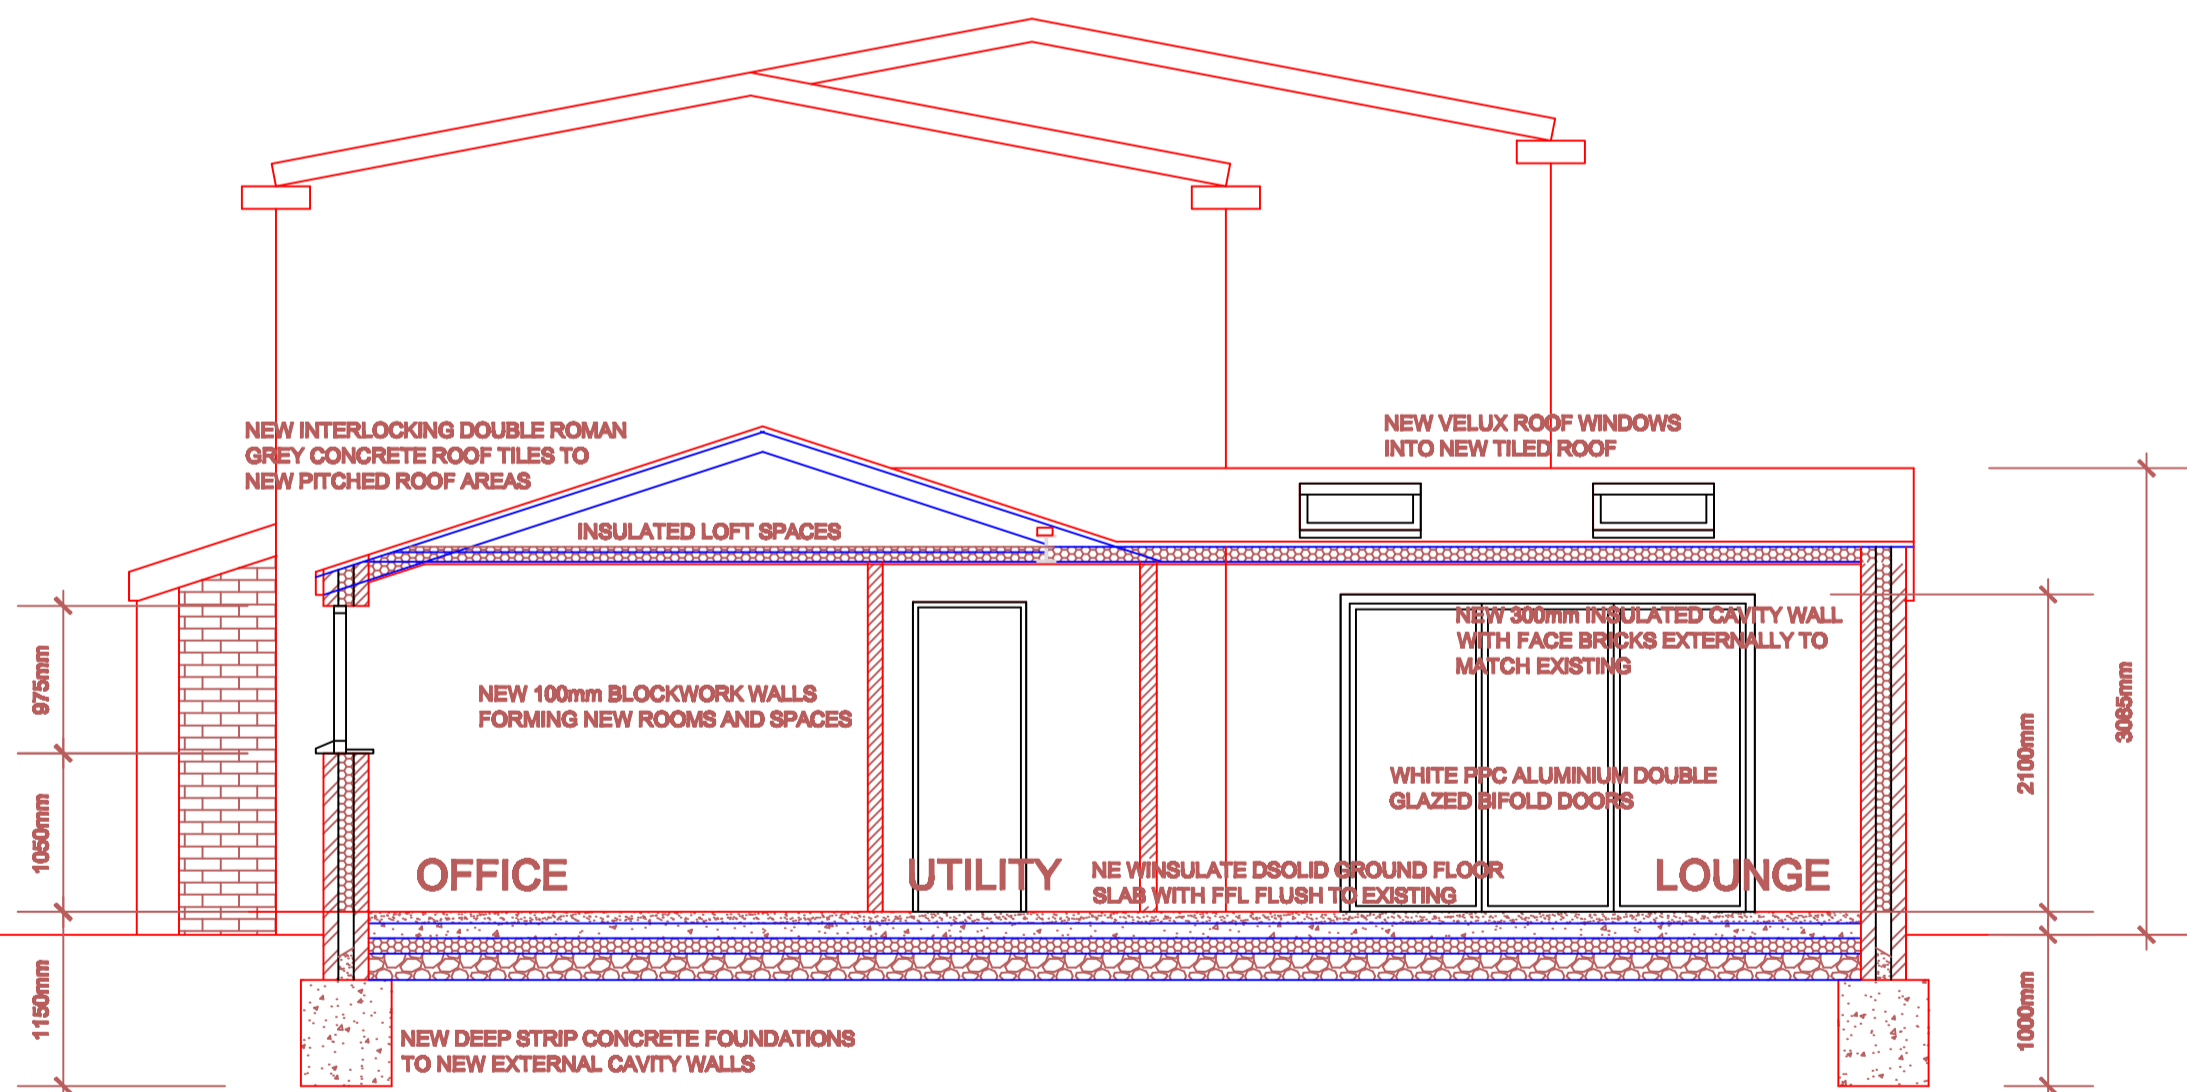 NEW INTERLOCKING DOUBLE ROMAN
GREY CONCRETE ROOF TILES TO
NEW PITCHED ROOF AREAS
NEW VELUX ROOF WINDOWS
INTO NEW TILED ROOF
INSULATED LOFT SPACES
NEW 300mm INSULATED CAVITY WALL
WITH FACE BRICKS EXTERNALLY TO
MATCH EXISTING
NEW 100mm BLOCKWORK WALLS
FORMING NEW ROOMS AND SPACES
WHITE PPC ALUMINIUM DOUBLE
GLAZED BIFOLD DOORS
OFFICE
UTILITY
NE WINSULATE DSOLID GROUND FLOOR
SLAB WITH FFL FLUSH TO EXISTING
LOUNGE
NEW DEEP STRIP CONCRETE FOUNDATIONS
TO NEW EXTERNAL CAVITY WALLS
975mm
1050mm
1150mm
2100mm
3065mm
1000mm